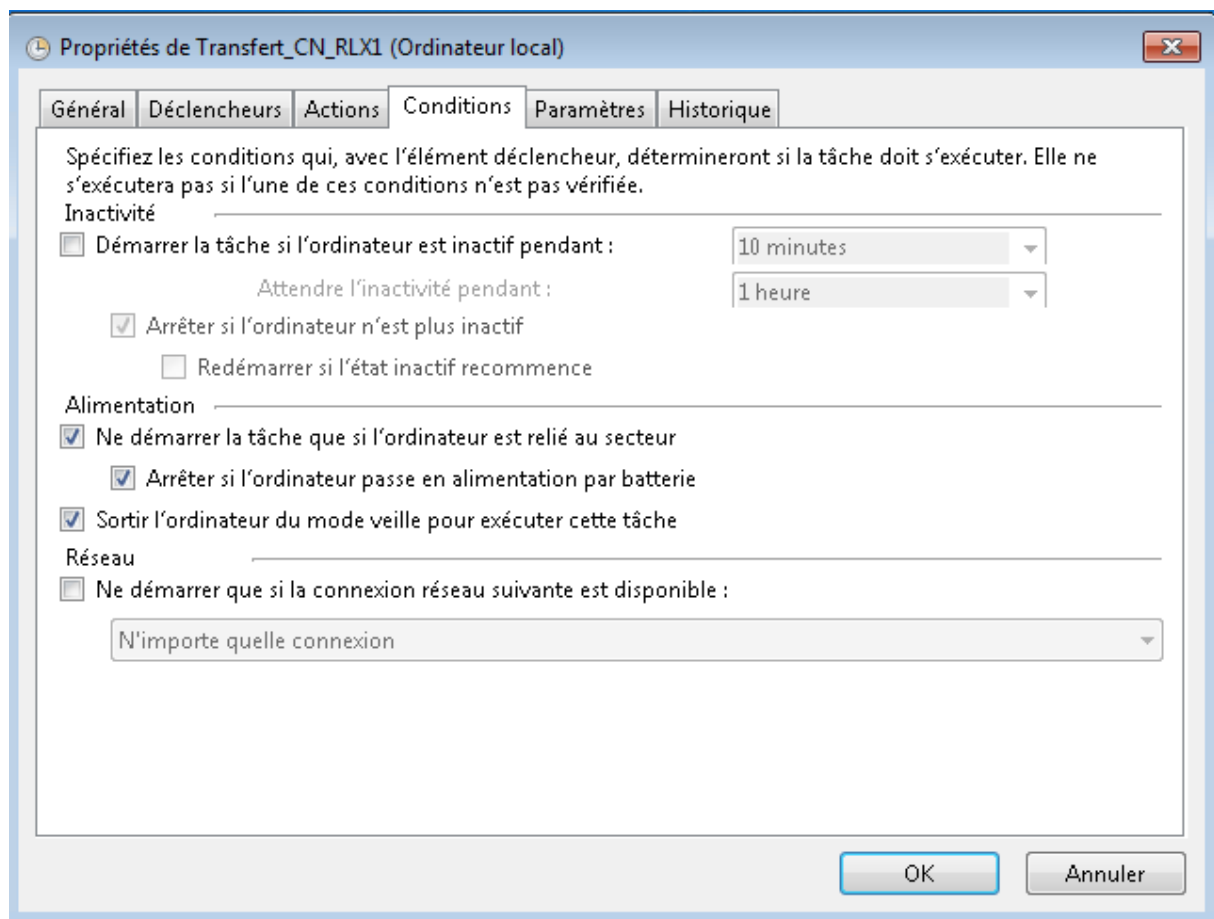 Propriétés de Transfert_CN_RLX1 (Ordinateur local)
Général Déclencheurs Actions Conditions Paramètres Historique
Spécifiez les conditions qui, avec l'élément déclencheur, détermineront si la tâche doit s'exécuter. Elle ne
s'exécutera pas si l'une de ces conditions n'est pas vérifiée.
Inactivité
Démarrer la tâche si l'ordinateur est inactif pendant : 10 minutes
Attendre l'inactivité pendant : 1 heure
Arrêter si l'ordinateur n'est plus inactif
Redémarrer si l'état inactif recommence
Alimentation
Ne démarrer la tâche que si l'ordinateur est relié au secteur
Arrêter si l'ordinateur passe en alimentation par batterie
Sortir l'ordinateur du mode veille pour exécuter cette tâche
Réseau
Ne démarrer que si la connexion réseau suivante est disponible :
N'importe quelle connexion
OK Annuler